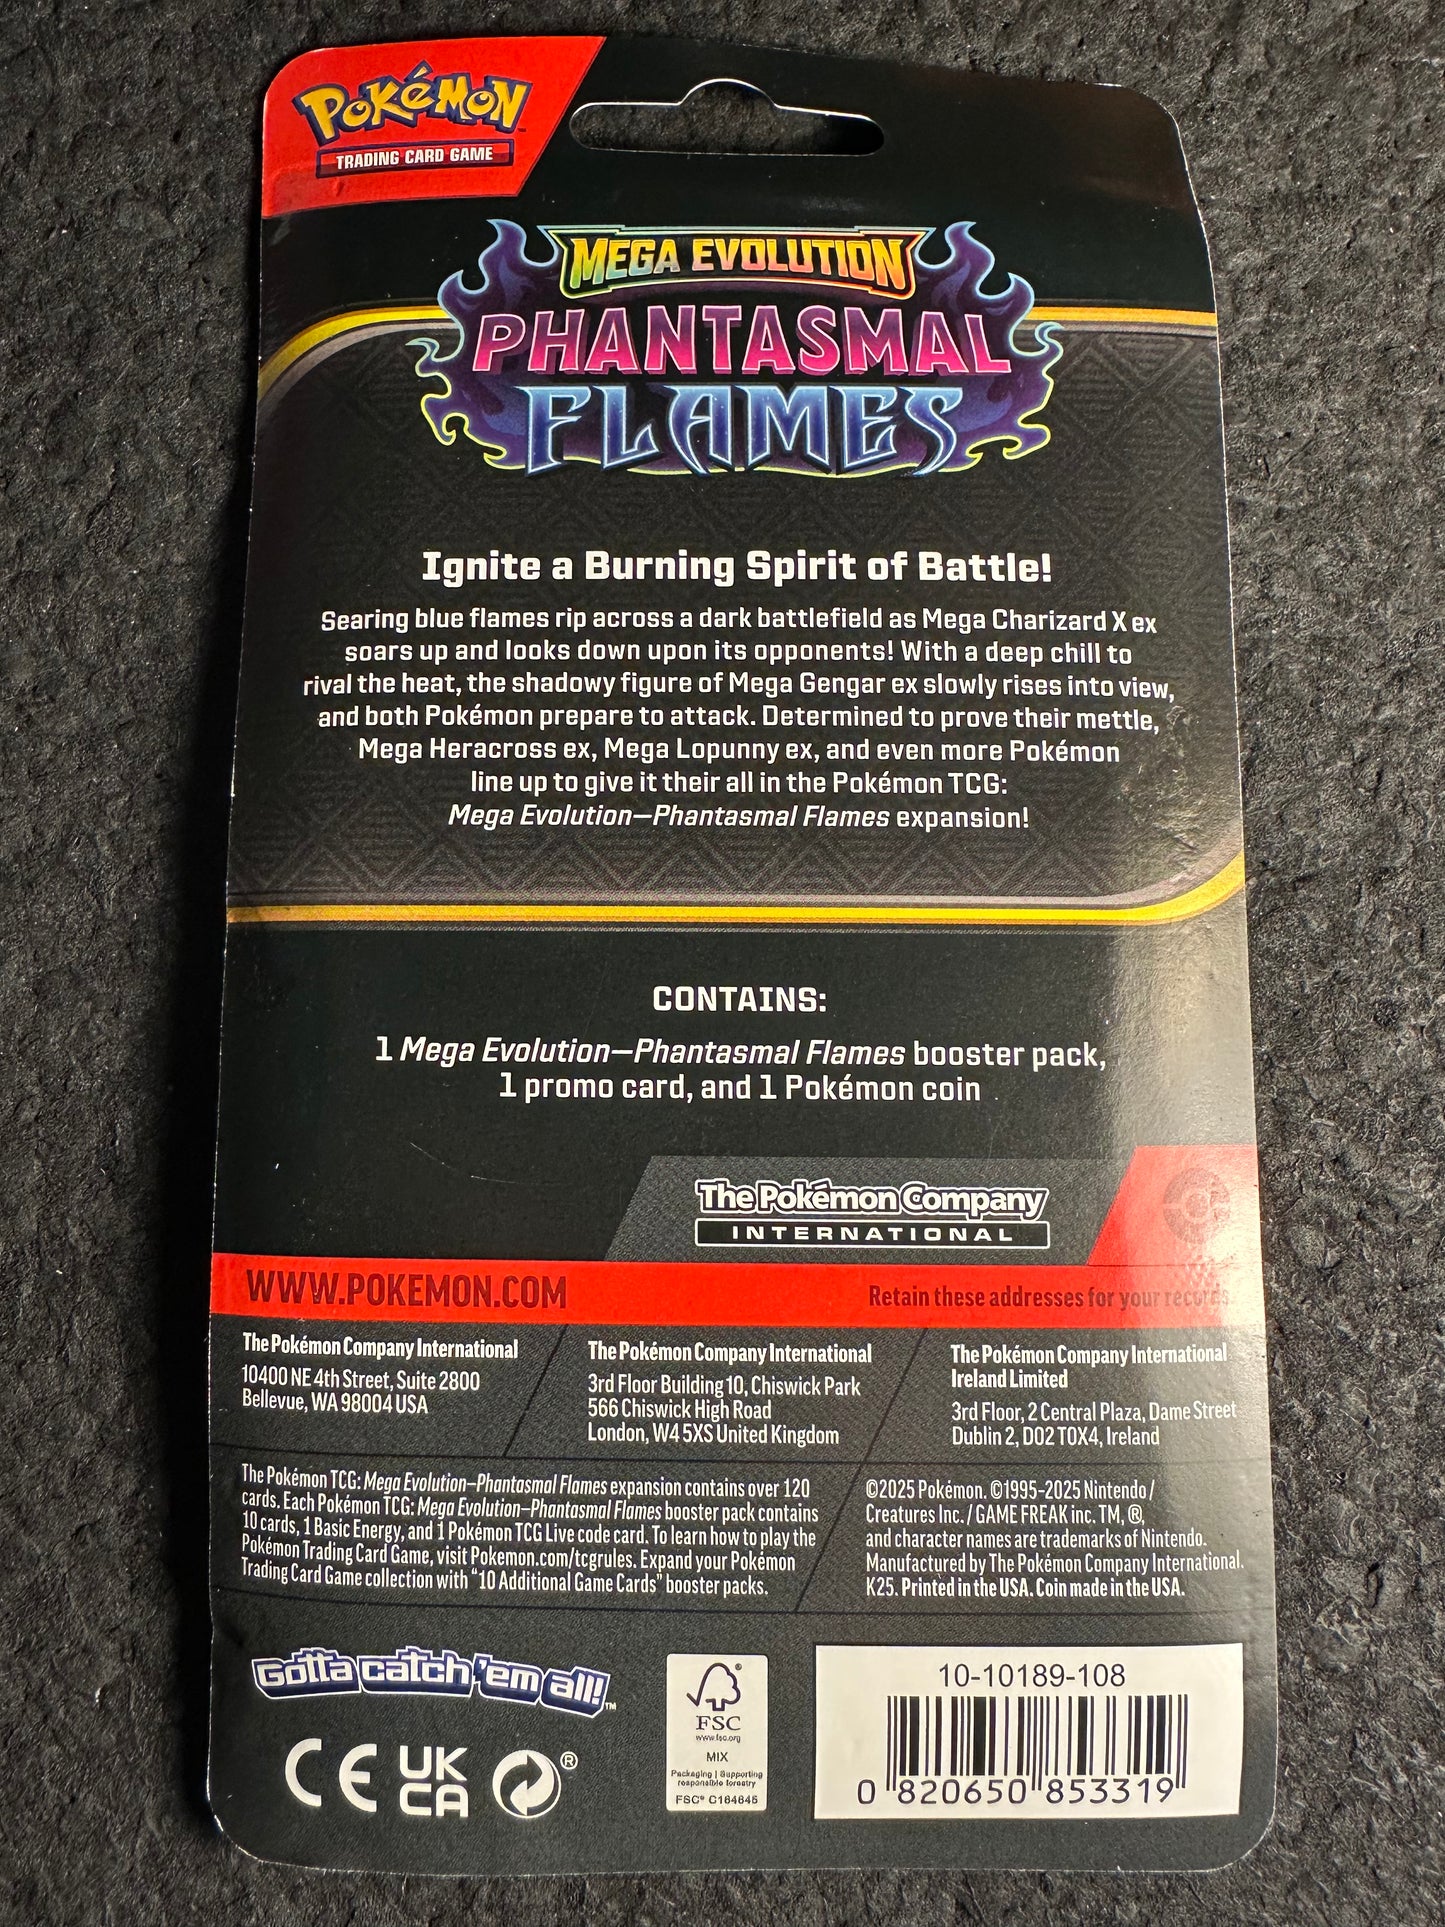 POKéMON
TRADING CARD GAME
MEGA EVOLUTION
PHANTASMAL
FLAMES
Ignite a Burning Spirit of Battle!
Searing blue flames rip across a dark battlefield as Mega Charizard X ex
soars up and looks down upon its opponents! With a deep chill to
rival the heat, the shadowy figure of Mega Gengar ex slowly rises into view,
and both Pokémon prepare to attack. Determined to prove their mettle,
Mega Heracross ex, Mega Lopunny ex, and even more Pokémon
line up to give it their all in the Pokémon TCG:
Mega Evolution—Phantasmal Flames expansion!
CONTAINS:
1 Mega Evolution—Phantasmal Flames booster pack,
1 promo card, and 1 Pokémon coin
The Pokémon Company
INTERNATIONAL
WWW.POKEMON.COM
Retain these addresses for your records.
The Pokémon Company International
10400 NE 4th Street, Suite 2800
Bellevue, WA 98004 USA
The Pokémon Company International
3rd Floor Building 10, Chiswick Park
566 Chiswick High Road
London, W4 5XS United Kingdom
The Pokémon Company International
Ireland Limited
3rd Floor, 2 Central Plaza, Dame Street
Dublin 2, D02 T0X4, Ireland
The Pokémon TCG: Mega Evolution—Phantasmal Flames expansion contains over 120
cards. Each Pokémon TCG: Mega Evolution—Phantasmal Flames booster pack contains
10 cards, 1 Basic Energy, and 1 Pokémon TCG Live code card. To learn how to play the
Pokémon Trading Card Game, visit Pokemon.com/tcgrules. Expand your Pokémon
Trading Card Game collection with "10 Additional Game Cards" booster packs.
©2025 Pokémon. ©1995–2025 Nintendo /
Creatures Inc. / GAME FREAK inc. TM, ®,
and character names are trademarks of Nintendo.
Manufactured by The Pokémon Company International.
K25. Printed in the USA. Coin made in the USA.
Gotta catch 'em all!™
CE
UK
CA
®
FSC
www.fsc.org
MIX
Packaging | Supporting
responsible forestry
FSC® C164645
10-10189-108
0 820650 853319